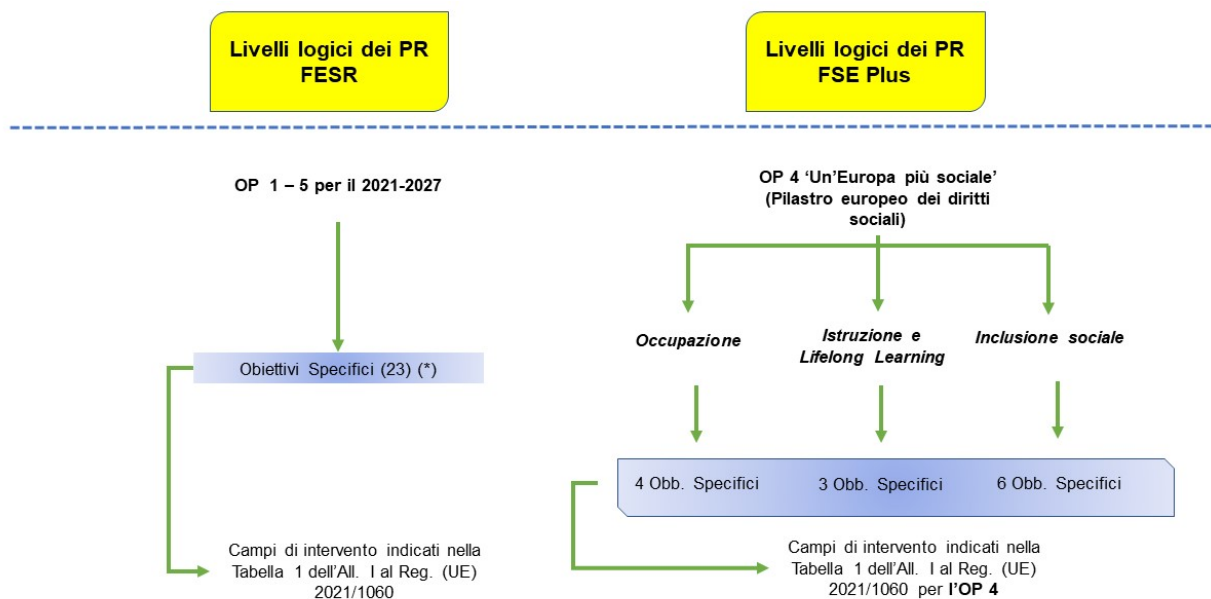 Livelli logici dei PR
FESR
Livelli logici dei PR
FSE Plus
OP 1 – 5 per il 2021-2027
OP 4 ‘Un’Europa più sociale’
(Pilastro europeo dei diritti
sociali)
Occupazione
Istruzione e
Lifelong Learning
Inclusione sociale
Obiettivi Specifici (23) (*)
4 Obb. Specifici
3 Obb. Specifici
6 Obb. Specifici
Campi di intervento indicati nella
Tabella 1 dell’All. I al Reg. (UE)
2021/1060
Campi di intervento indicati nella
Tabella 1 dell’All. I al Reg. (UE)
2021/1060 per l’OP 4